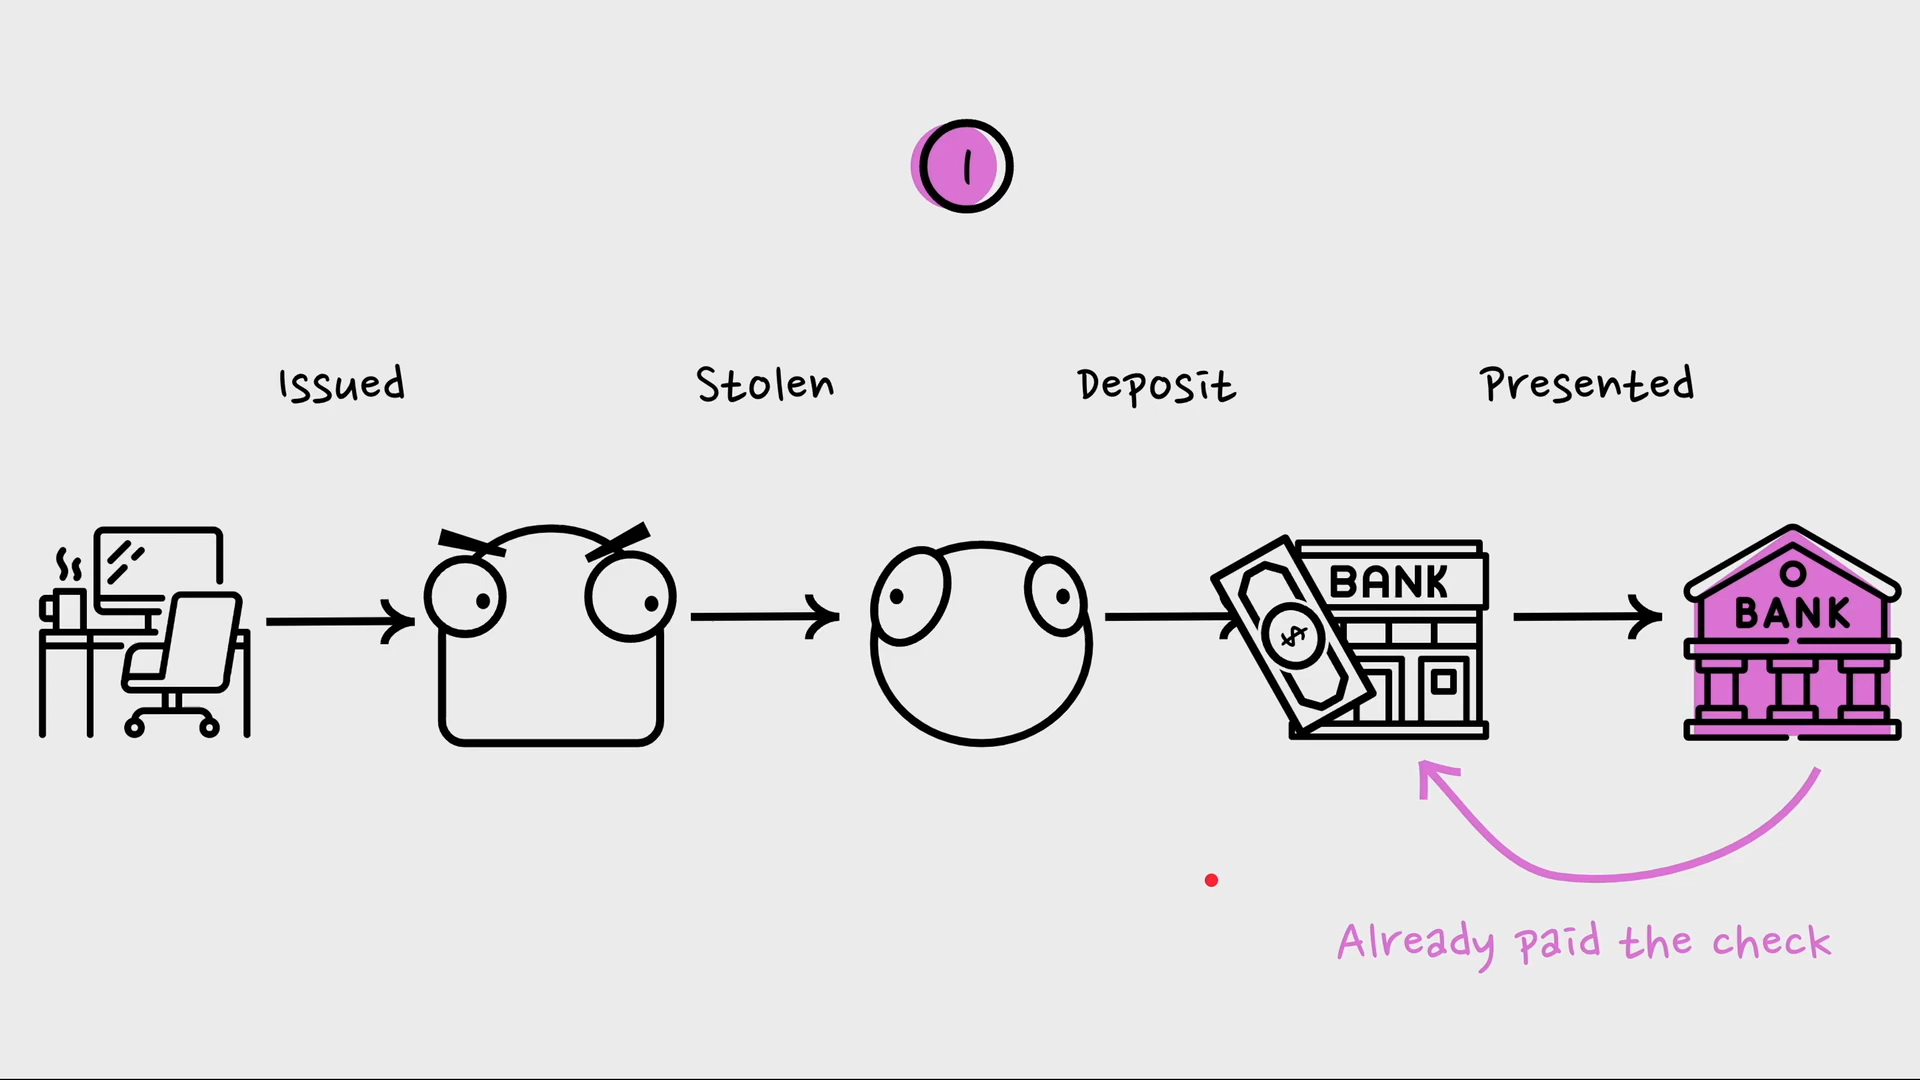 1
Issued
Stolen
Deposit
Presented
BANK
$
BANK
Already paid the check